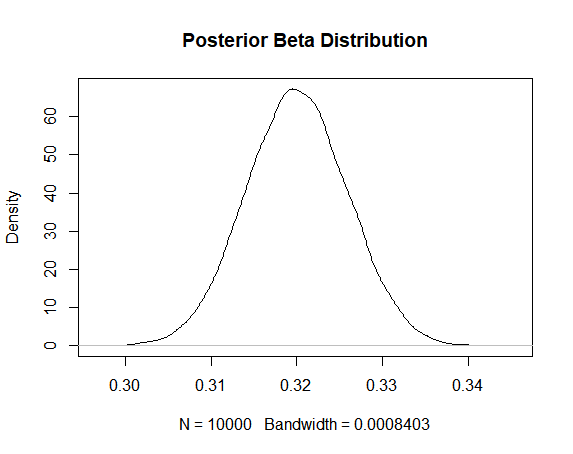 Posterior Beta Distribution
Density
60
50
40
30
20
10
0
0.30 0.31 0.32 0.33 0.34
N = 10000 Bandwidth = 0.0008403